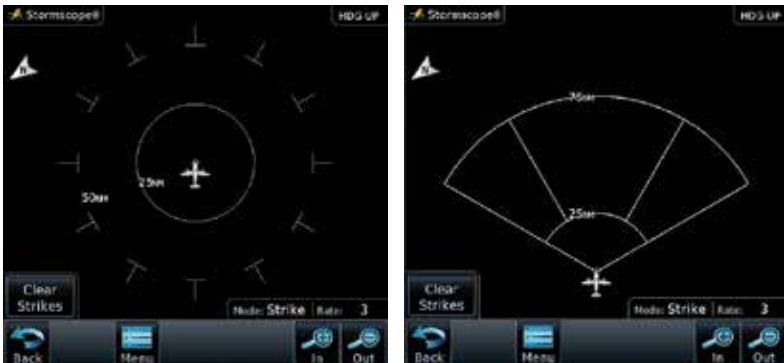 Stormscope® HDG UP
N
25NM
50NM
Clear
Strikes
Mode: Strike Rate: 3
Back Menu In Out
Stormscope® HDG UP
N
75NM
25NM
Clear
Strikes
Mode: Strike Rate: 3
Back Menu In Out